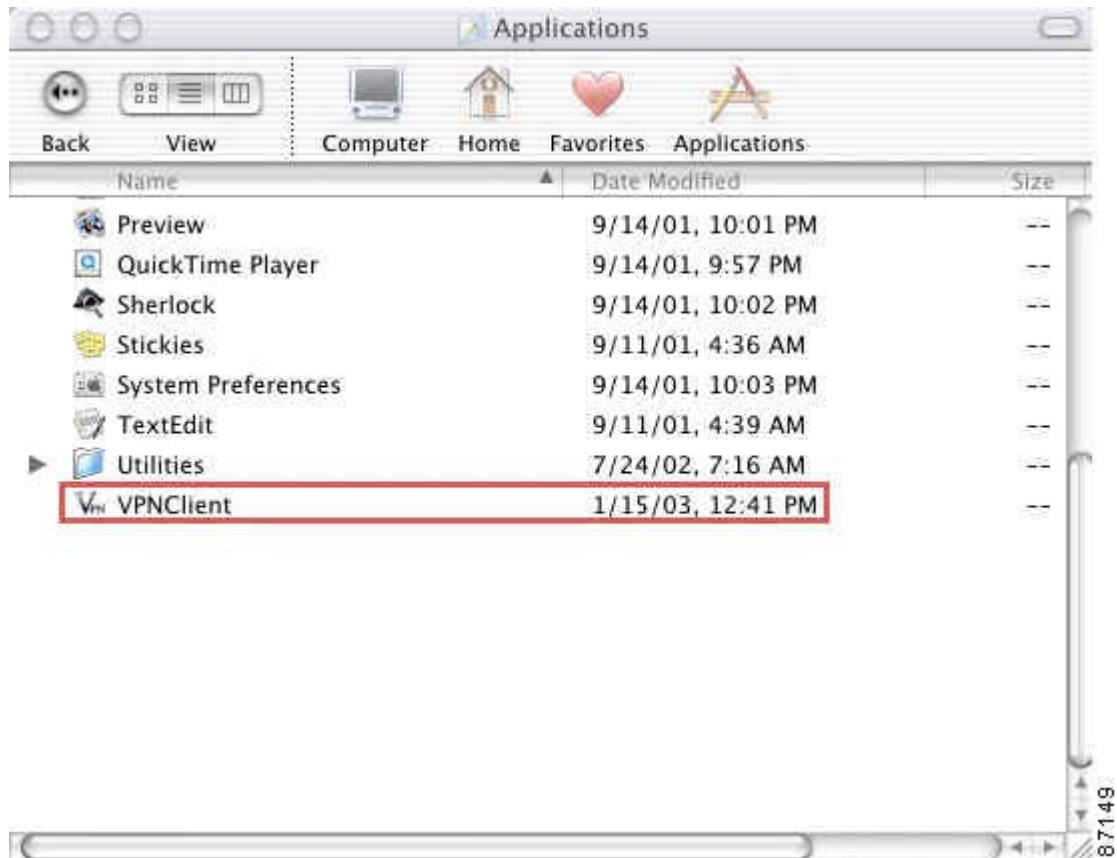 Applications
Back View Computer Home Favorites Applications
Name Date Modified Size
Preview 9/14/01, 10:01 PM --
QuickTime Player 9/14/01, 9:57 PM --
Sherlock 9/14/01, 10:02 PM --
Stickies 9/11/01, 4:36 AM --
System Preferences 9/14/01, 10:03 PM --
TextEdit 9/11/01, 4:39 AM --
Utilities 7/24/02, 7:16 AM --
VPN VPNClient 1/15/03, 12:41 PM --
87149